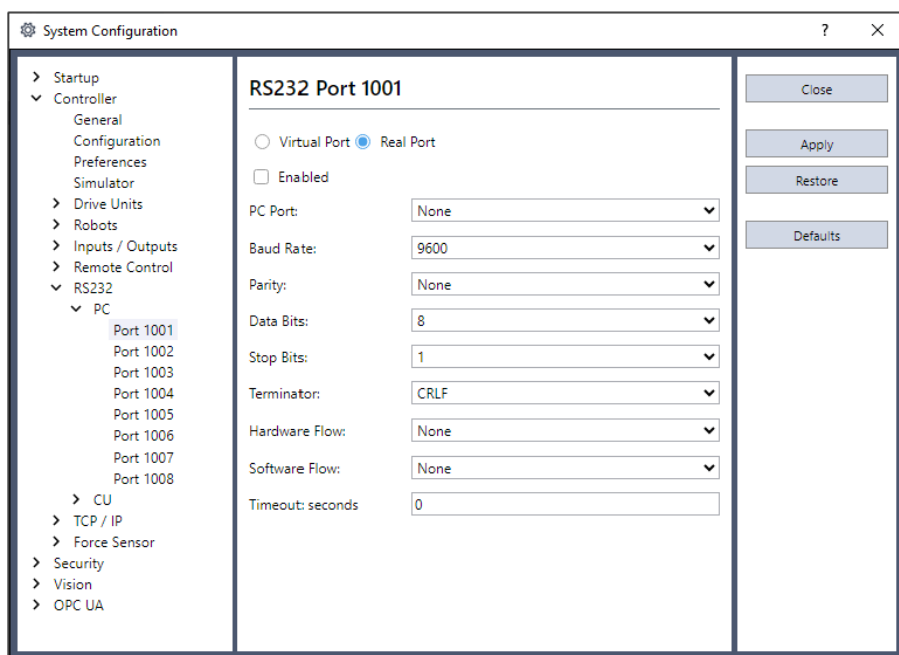 System Configuration
?
Startup
Controller
General
Configuration
Preferences
Simulator
Drive Units
Robots
Inputs / Outputs
Remote Control
RS232
PC
Port 1001
Port 1002
Port 1003
Port 1004
Port 1005
Port 1006
Port 1007
Port 1008
CU
TCP / IP
Force Sensor
Security
Vision
OPC UA
RS232 Port 1001
Virtual Port Real Port
Enabled
PC Port: None
Baud Rate: 9600
Parity: None
Data Bits: 8
Stop Bits: 1
Terminator: CRLF
Hardware Flow: None
Software Flow: None
Timeout: seconds 0
Close
Apply
Restore
Defaults